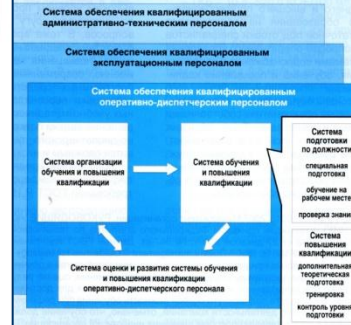 Система обеспечения квалифицированным
административно-техническим персоналом
Система обеспечения квалифицированным
эксплуатационным персоналом
Система обеспечения квалифицированным
оперативно-диспетчерским персоналом
Система организации
обучения и повышения
квалификации
Система обучения
и повышения
квалификации
Система оценки и развития системы обучения
и повышения квалификации
оперативно-диспетчерского персонала
Система
подготовки
по должности
специальная
подготовка
обучение на
рабочем месте
проверка знани
Система
повышения
квалификации
дополнительная
теоретическая
подготовка
тренировка
контроль уровня
подготовки